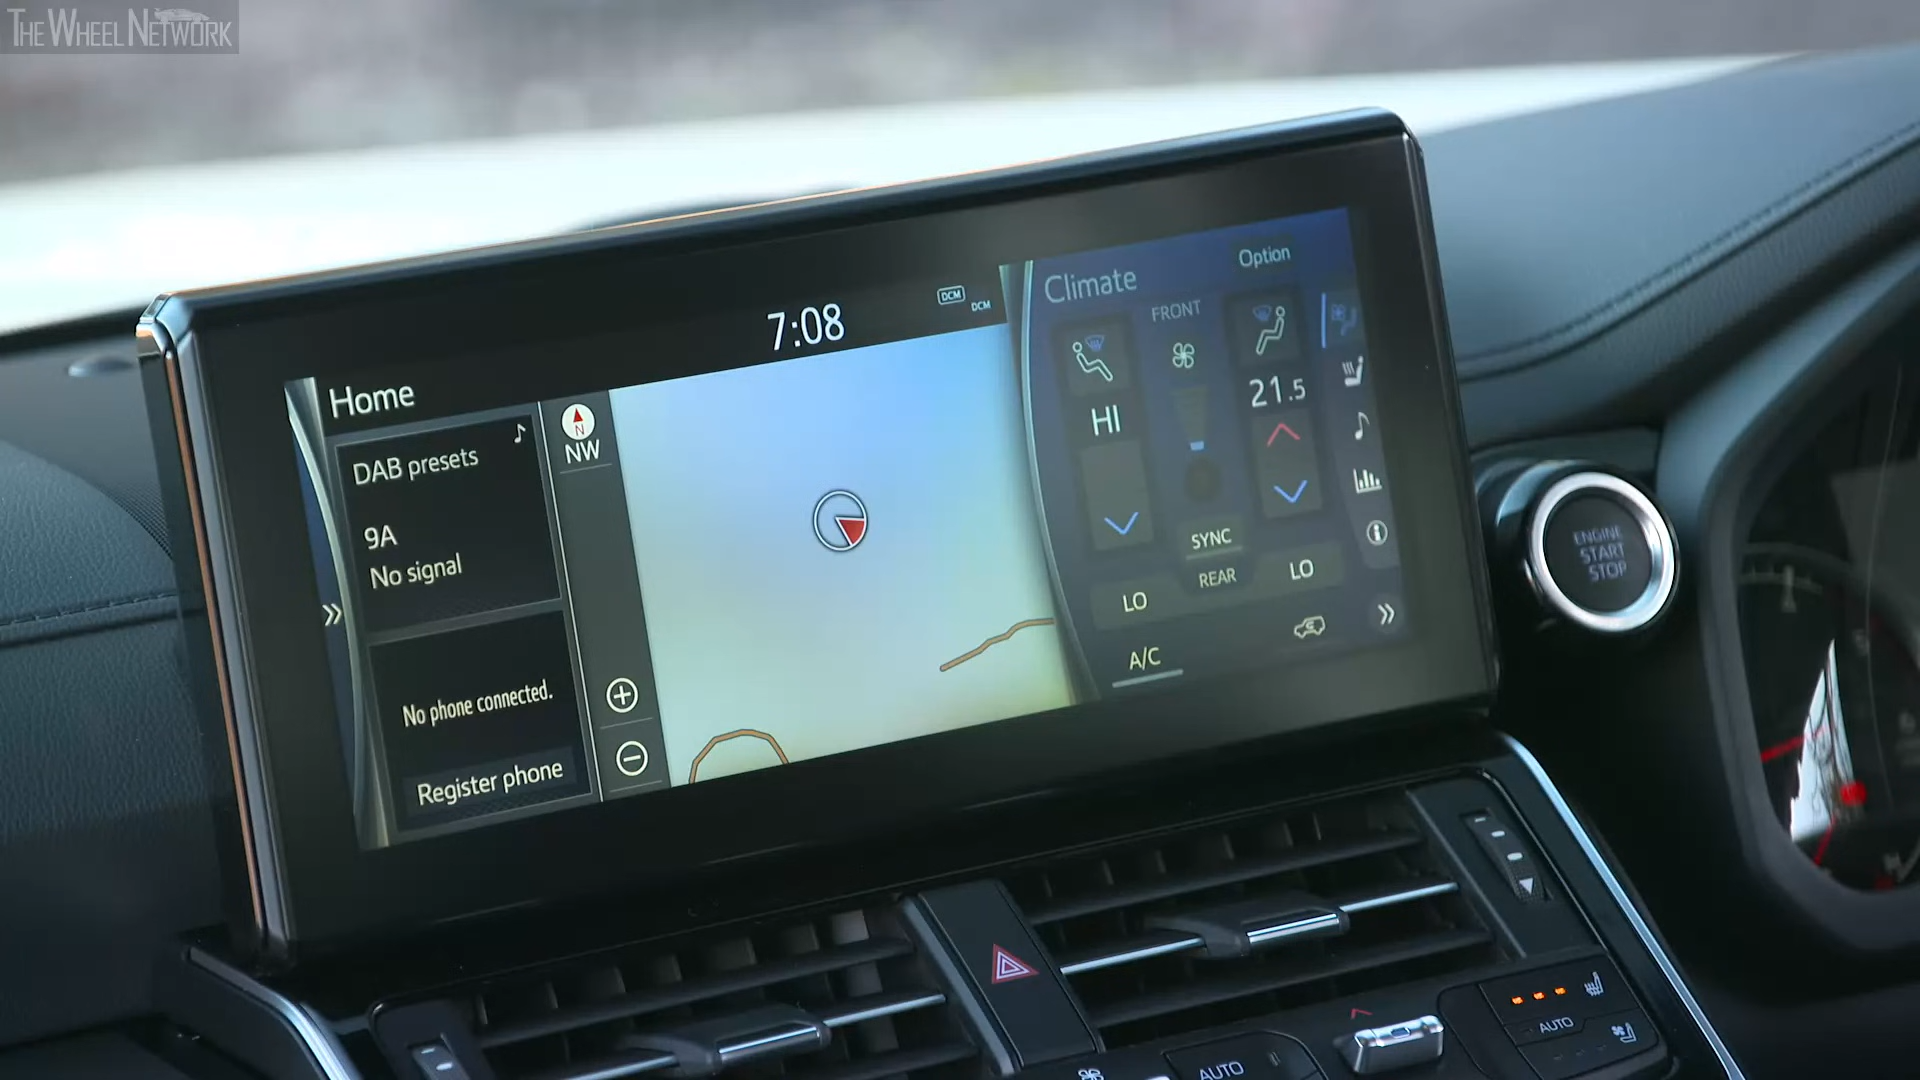 THE WHEEL NETWORK
7:08
DCM
DCM
Home
DAB presets
9A
No signal
No phone connected.
Register phone
N
NW
Climate
Option
FRONT
HI
21.5
SYNC
REAR
LO
LO
A/C
ENGINE
START
STOP
AUTO
AUTO